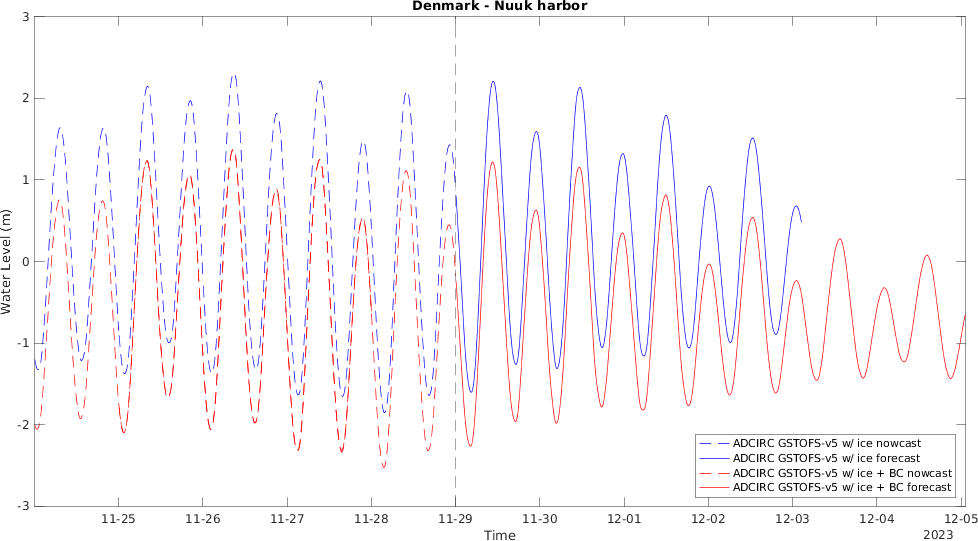 Denmark - Nuuk harbor
3
2
1
0
-1
-2
-3
Water Level (m)
11-25
11-26
11-27
11-28
11-29
11-30
12-01
12-02
12-03
12-04
12-05
Time
2023
ADCIRC GSTOFS-v5 w/ ice nowcast
ADCIRC GSTOFS-v5 w/ ice forecast
ADCIRC GSTOFS-v5 w/ ice + BC nowcast
ADCIRC GSTOFS-v5 w/ ice + BC forecast